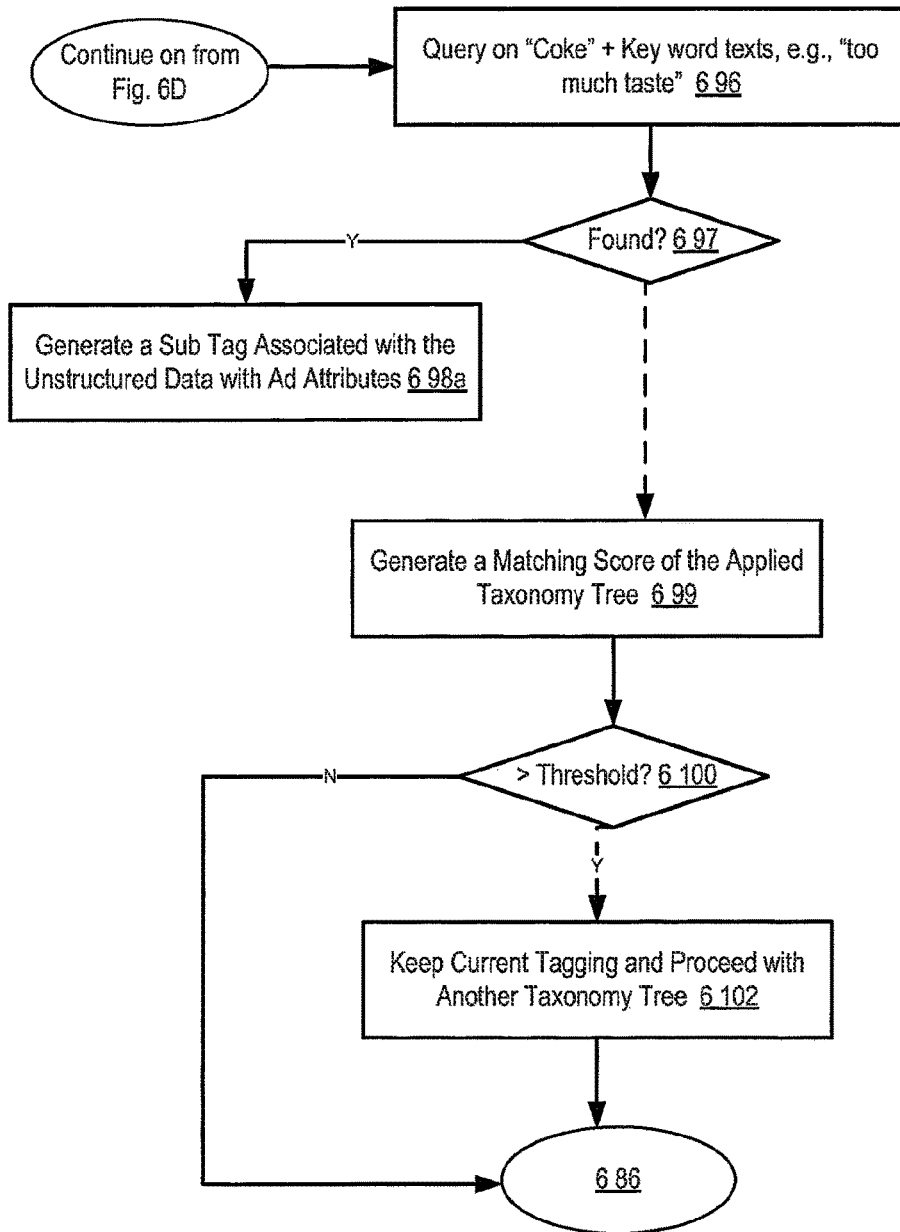 Continue on from
Fig. 6D
Query on “Coke” + Key word texts, e.g., “too
much taste” 6 96
Found? 6 97
Y
Generate a Sub Tag Associated with the
Unstructured Data with Ad Attributes 6 98a
Generate a Matching Score of the Applied
Taxonomy Tree 6 99
> Threshold? 6 100
N
Y
Keep Current Tagging and Proceed with
Another Taxonomy Tree 6 102
6 86